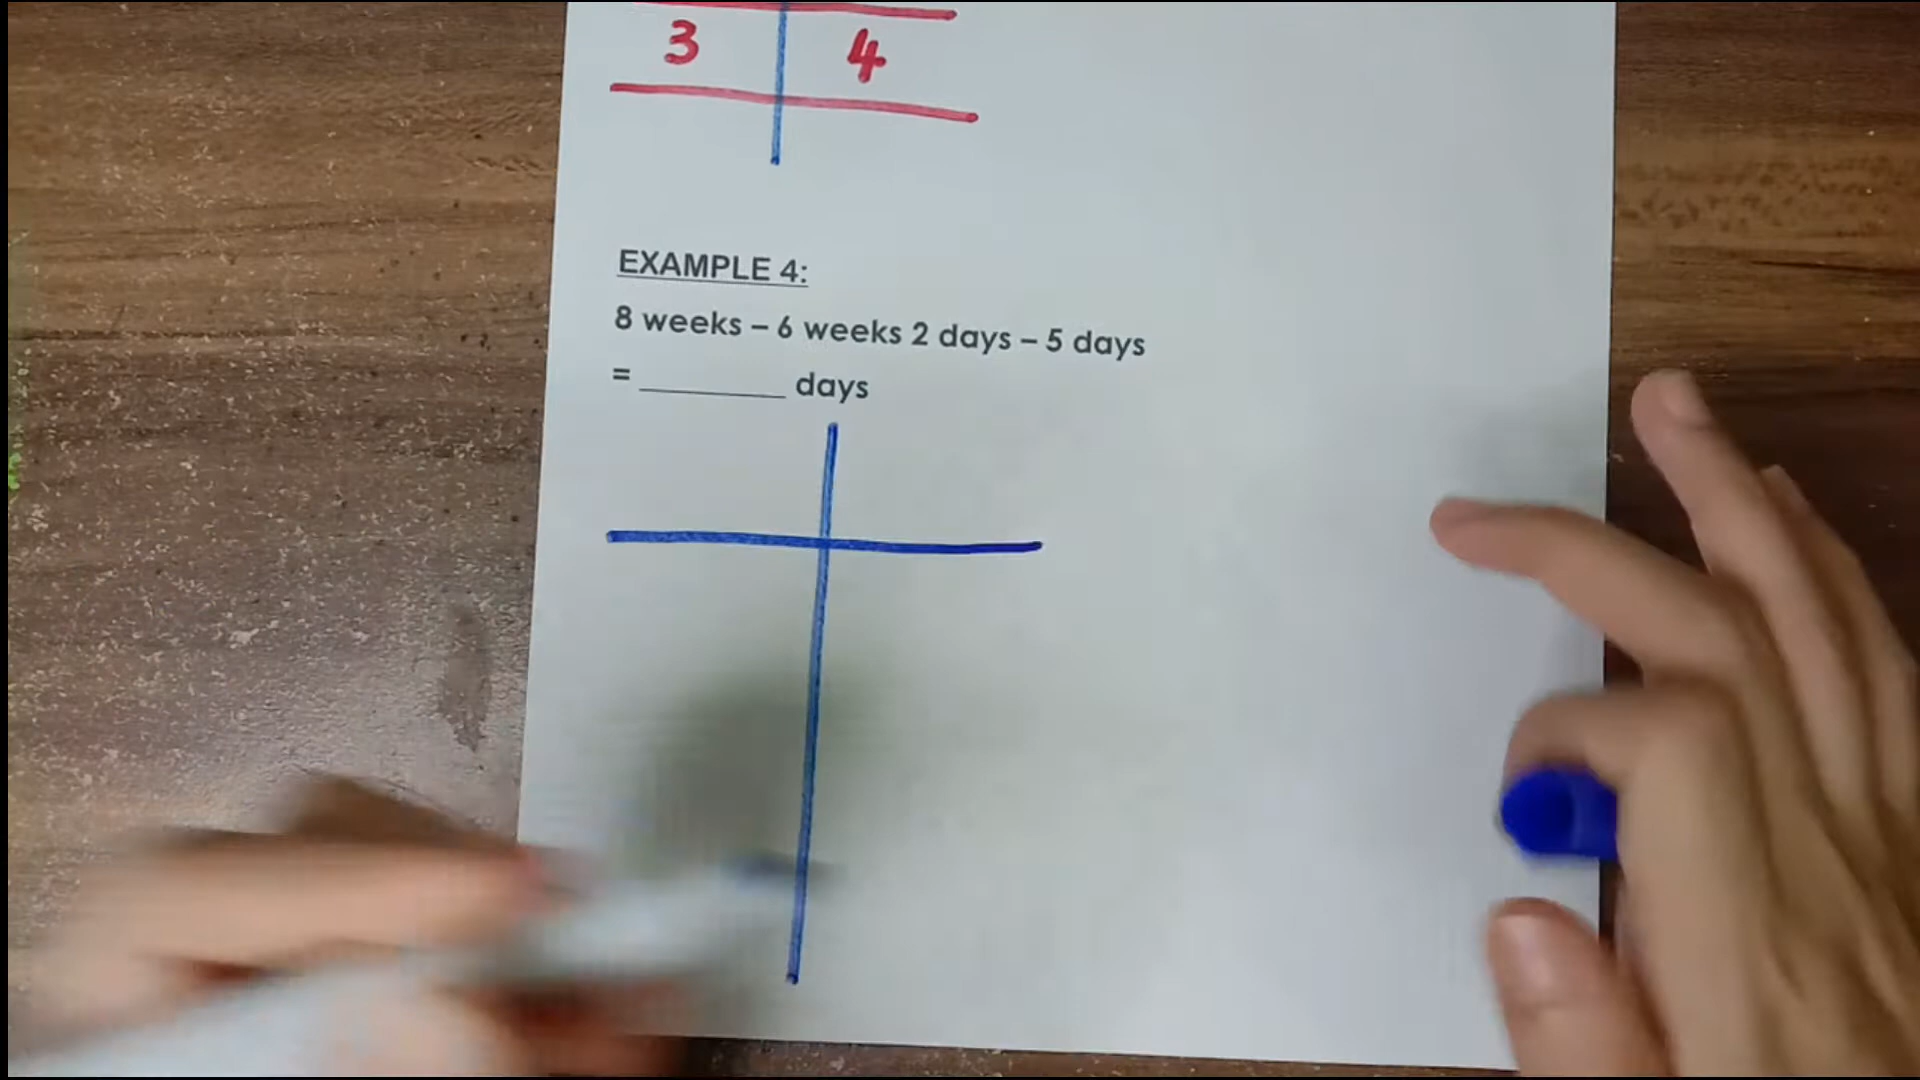 3 4
EXAMPLE 4:
8 weeks – 6 weeks 2 days – 5 days
= ________ days